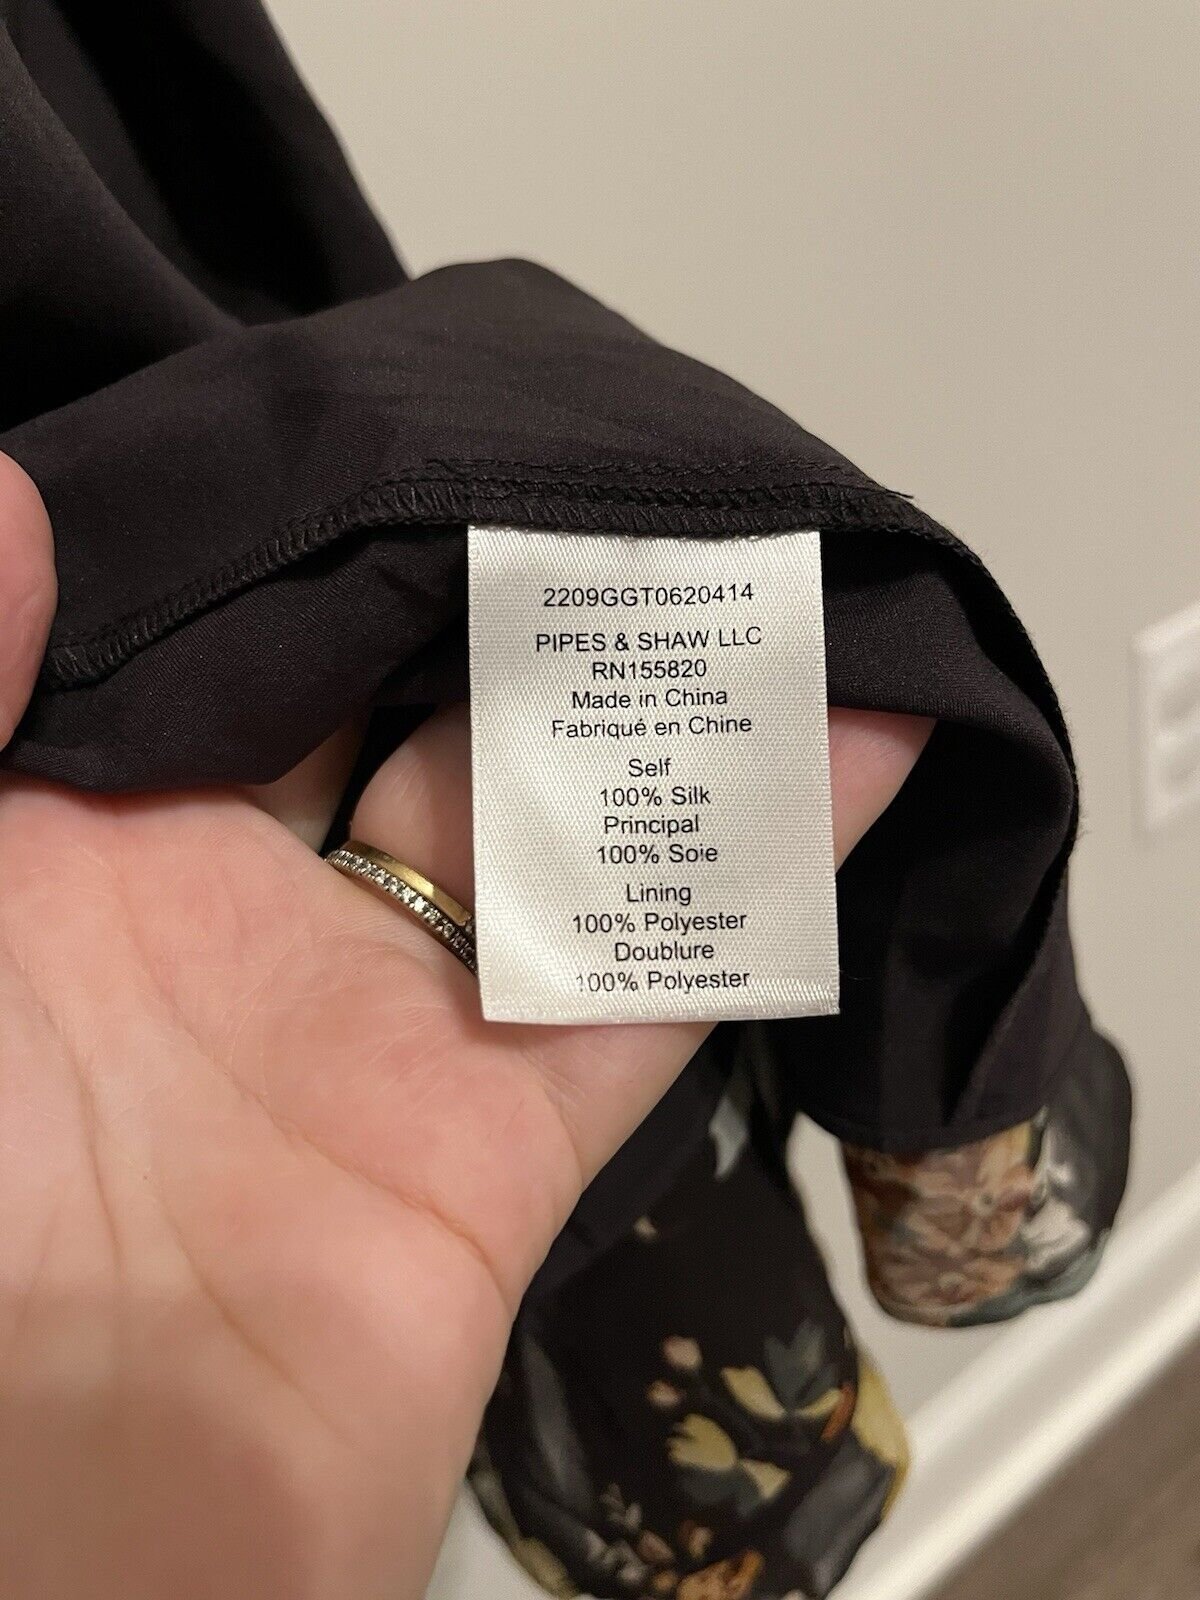 2209GGT0620414
PIPES & SHAW LLC
RN155820
Made in China
Fabriqué en Chine
Self
100% Silk
Principal
100% Soie
Lining
100% Polyester
Doublure
100% Polyester